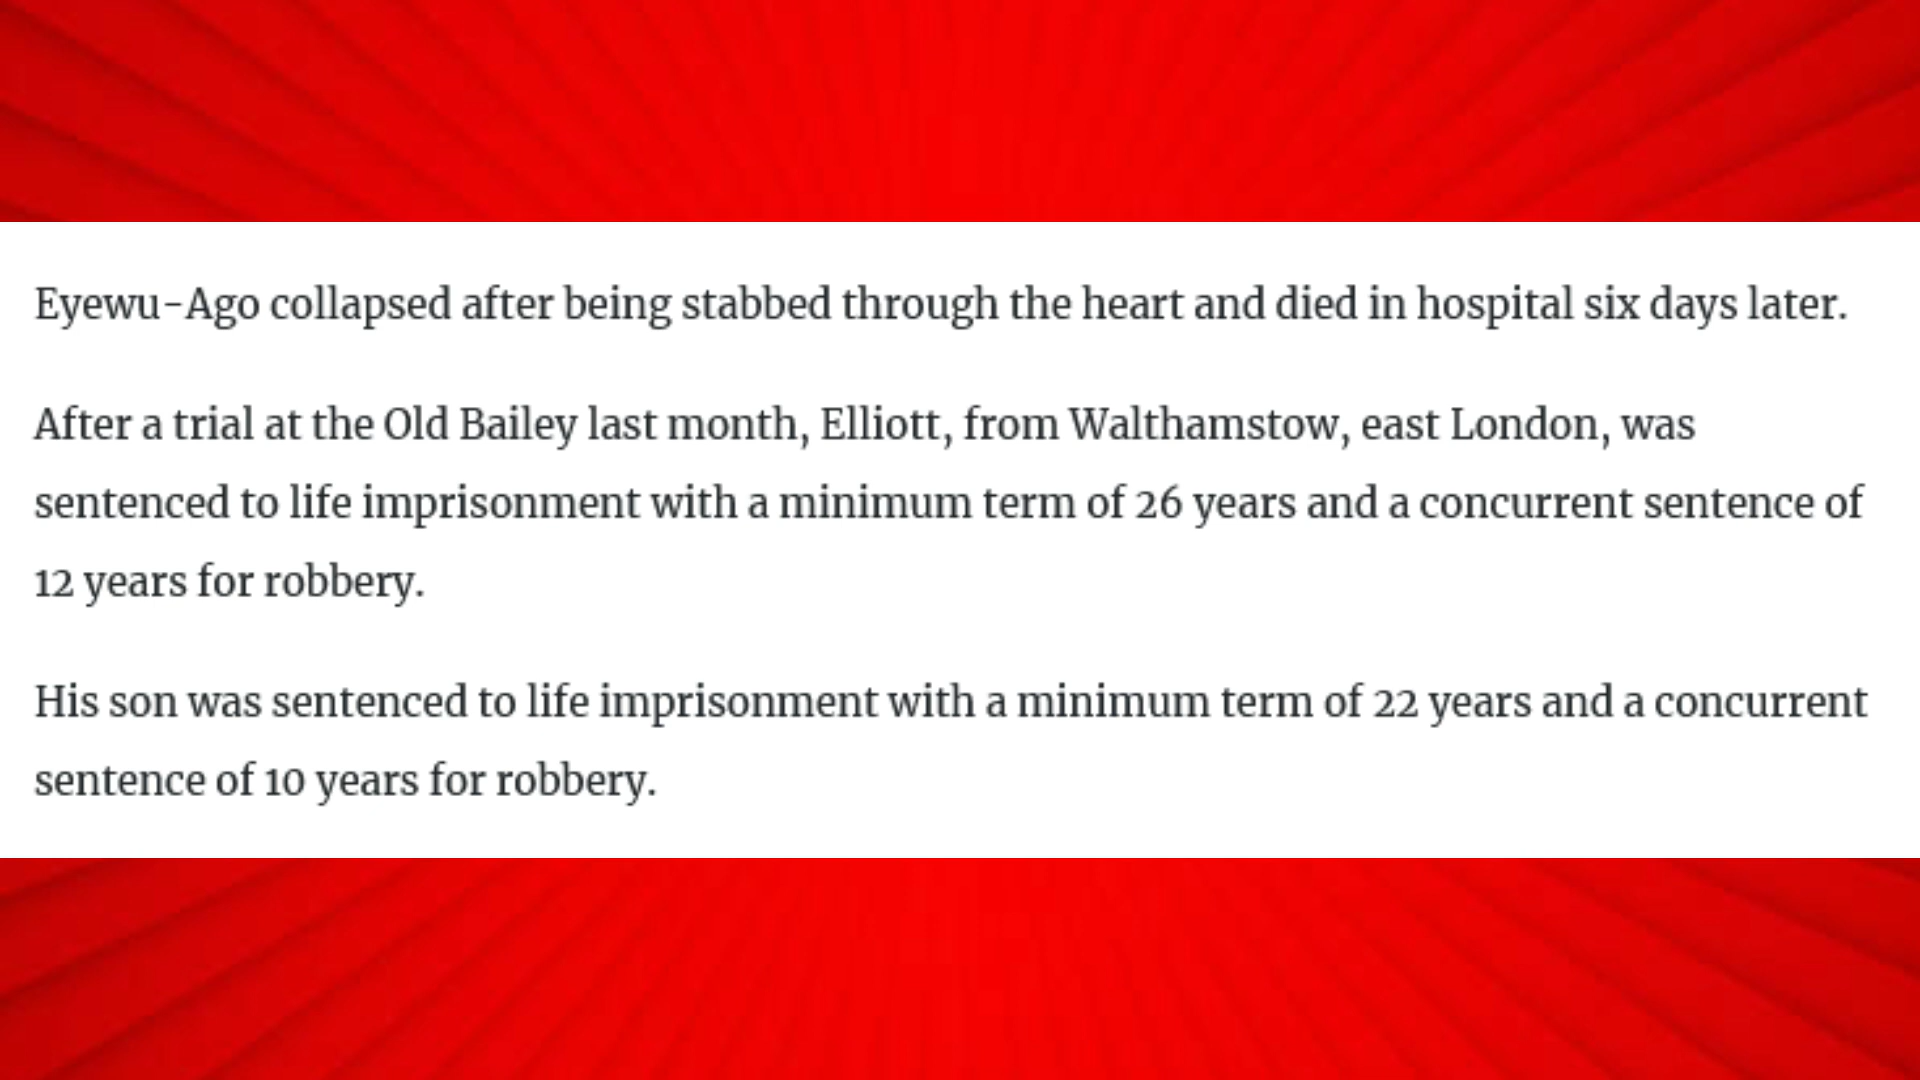 Eyewu-Ago collapsed after being stabbed through the heart and died in hospital six days later.
After a trial at the Old Bailey last month, Elliott, from Walthamstow, east London, was
sentenced to life imprisonment with a minimum term of 26 years and a concurrent sentence of
12 years for robbery.
His son was sentenced to life imprisonment with a minimum term of 22 years and a concurrent
sentence of 10 years for robbery.